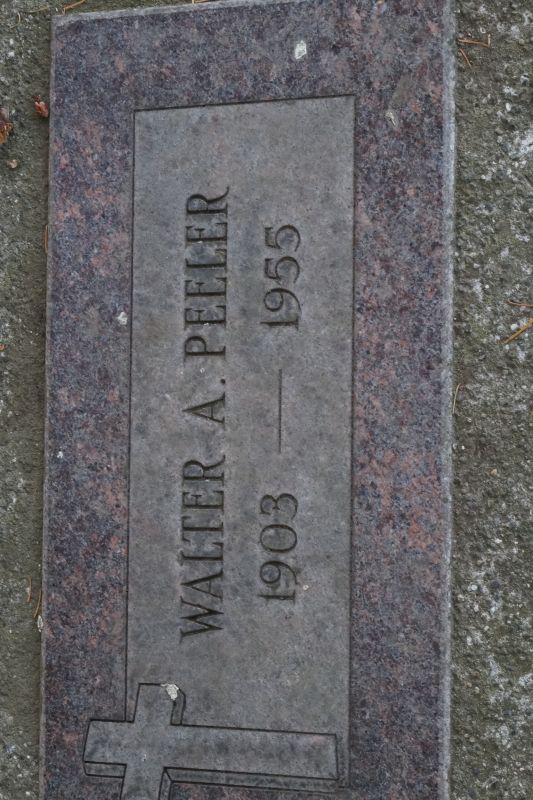 WALTER A. PEELER
1903 — 1955